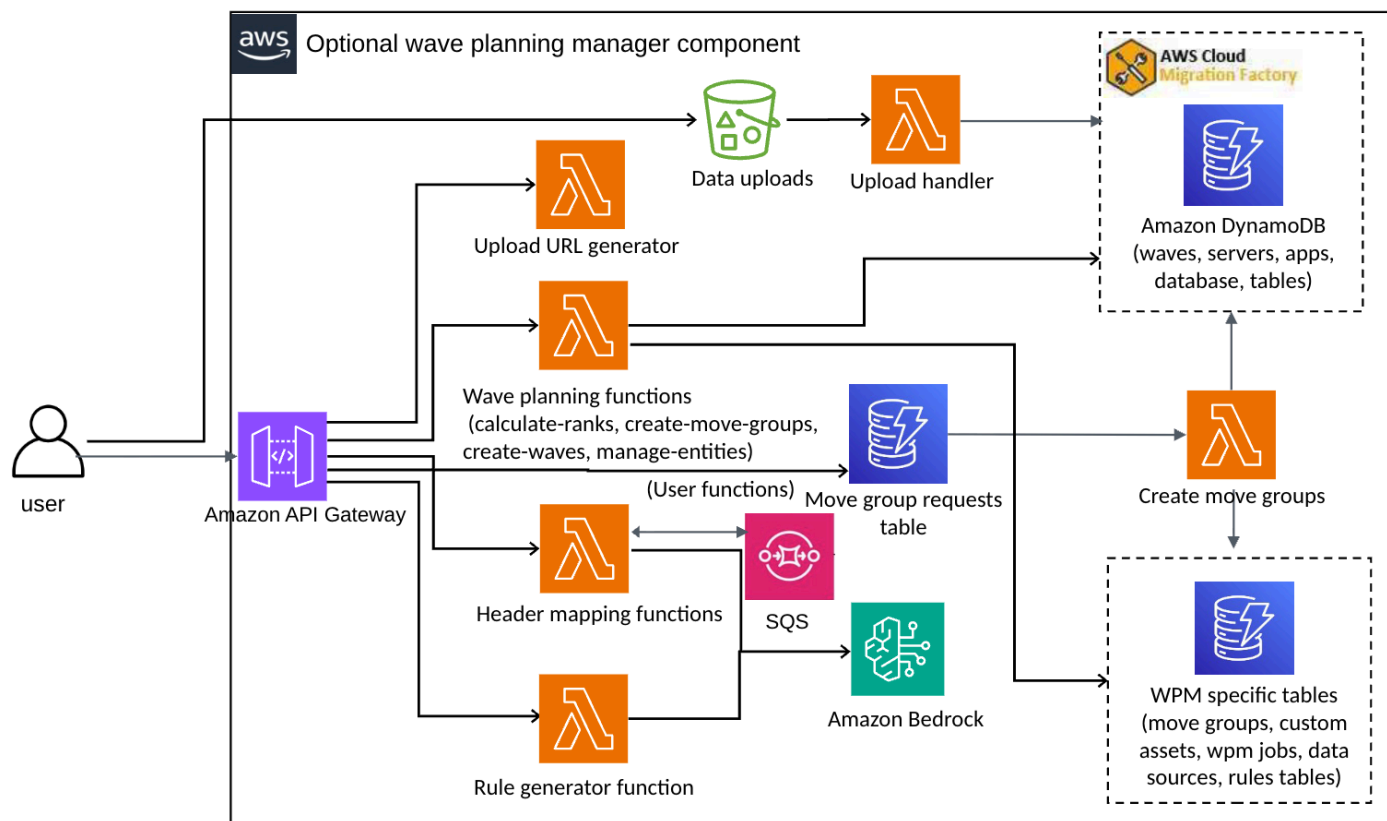 aws
Optional wave planning manager component
AWS Cloud
Migration Factory
Data uploads
Upload handler
Amazon DynamoDB
(waves, servers, apps,
database, tables)
Upload URL generator
Wave planning functions
(calculate-ranks, create-move-groups,
create-waves, manage-entities)
(User functions)
Move group requests
table
Create move groups
user
Amazon API Gateway
Header mapping functions
SQS
Amazon Bedrock
WPM specific tables
(move groups, custom
assets, wpm jobs, data
sources, rules tables)
Rule generator function